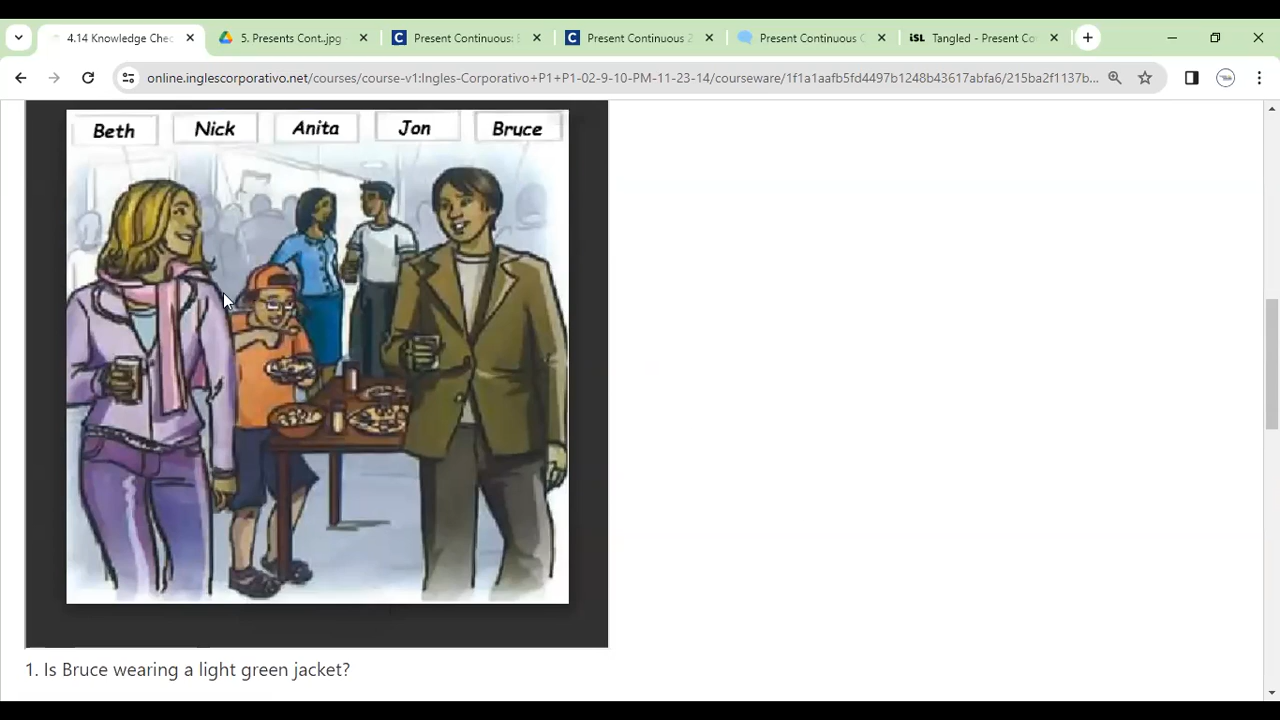 4.14 Knowledge Chec
5. Presents Cont..jpg
Present Continuous: E
Present Continuous 2
Present Continuous C
iSL Tangled - Present Co
online.inglescorporativo.net/courses/course-v1:Ingles-Corporativo+P1+P1-02-9-10-PM-11-23-14/courseware/1f1a1ddfb5fd4497b1248b43617abfa6/215ba2f1137b...
Beth Nick Anita Jon Bruce
1. Is Bruce wearing a light green jacket?